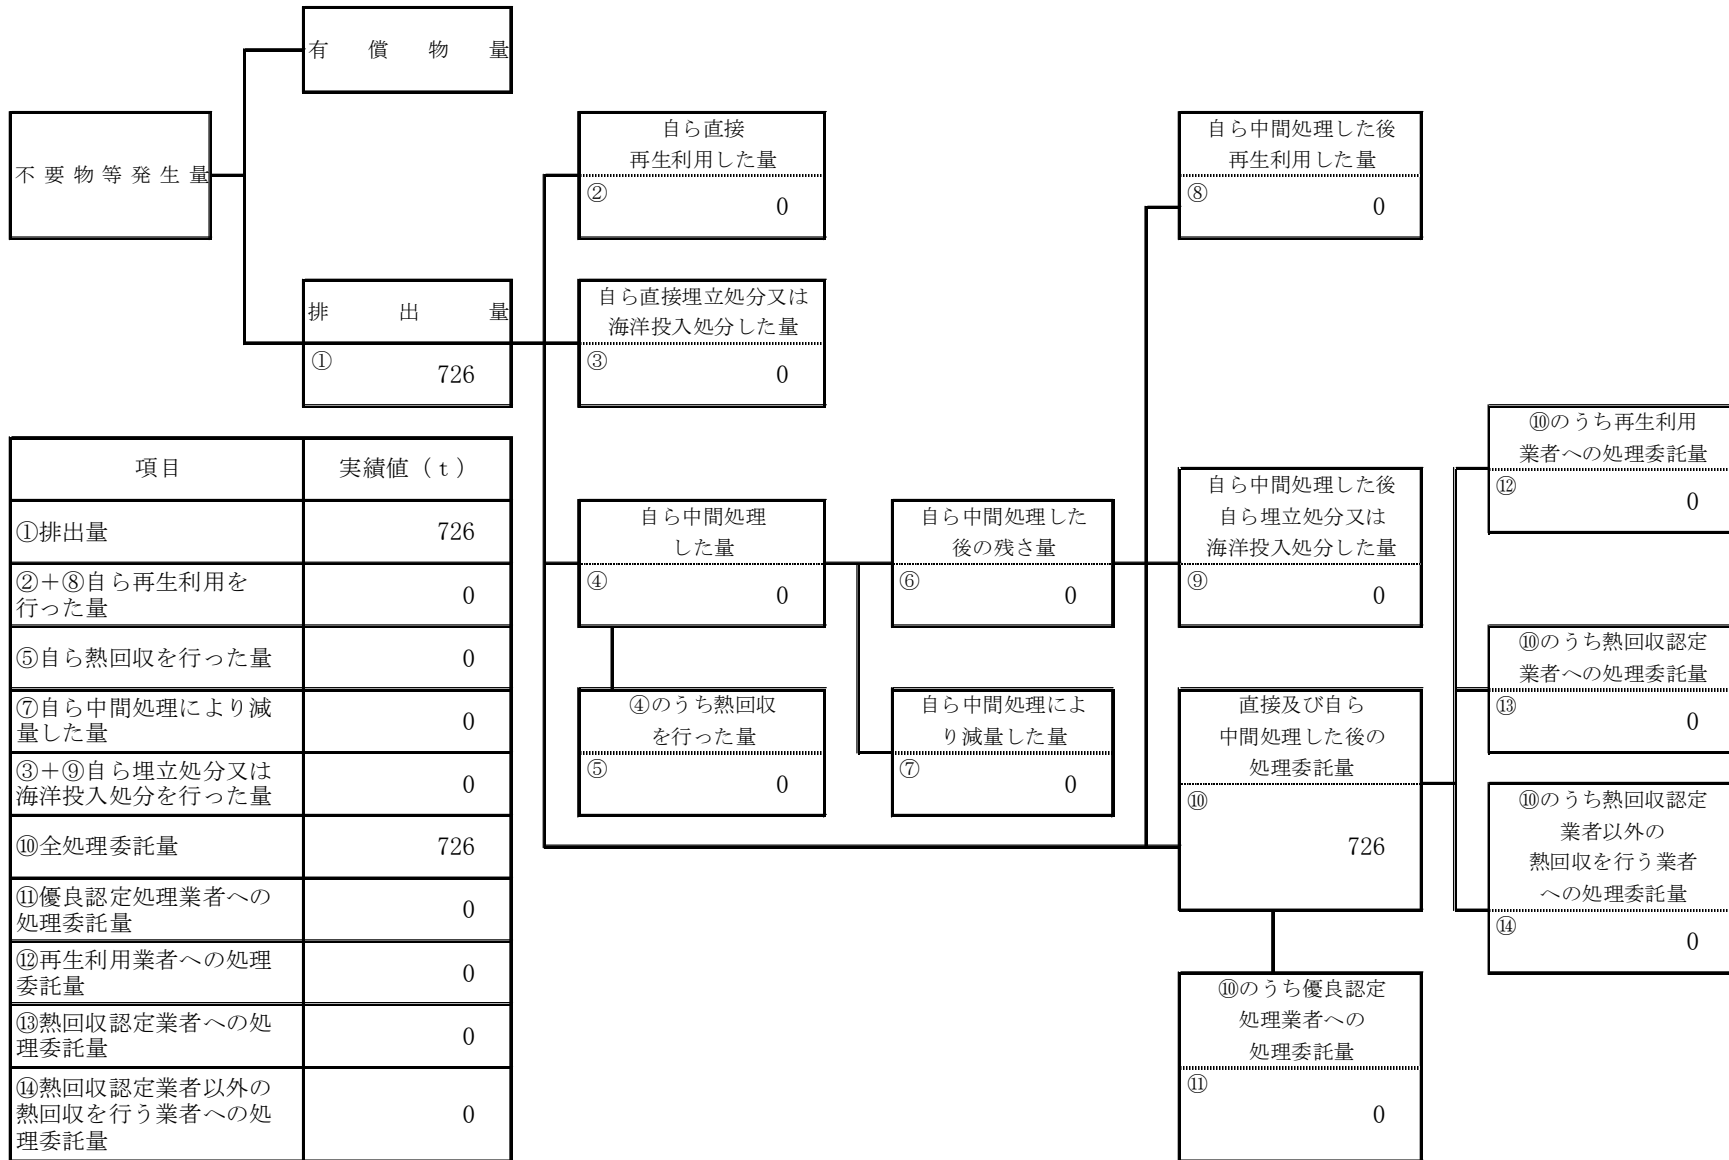 有償物量
不要物等発生量
排出量
①
726
自ら直接
再生利用した量
②
0
自ら直接埋立処分又は
海洋投入処分した量
③
0
自ら中間処理
した量
④
0
④のうち熱回収
を行った量
⑤
0
自ら中間処理した
後の残さ量
⑥
0
自ら中間処理によ
り減量した量
⑦
0
自ら中間処理した後
再生利用した量
⑧
0
自ら中間処理した後
自ら埋立処分又は
海洋投入処分した量
⑨
0
直接及び自ら
中間処理した後の
処理委託量
⑩
726
⑩のうち優良認定
処理業者への
処理委託量
⑪
0
⑩のうち再生利用
業者への処理委託量
⑫
0
⑩のうち熱回収認定
業者への処理委託量
⑬
0
⑩のうち熱回収認定
業者以外の
熱回収を行う業者
への処理委託量
⑭
0
項目 実績値（ｔ）
①排出量 726
②＋⑧自ら再生利用を
行った量 0
⑤自ら熱回収を行った量 0
⑦自ら中間処理により減
量した量 0
③＋⑨自ら埋立処分又は
海洋投入処分を行った量 0
⑩全処理委託量 726
⑪優良認定処理業者への
処理委託量 0
⑫再生利用業者への処理
委託量 0
⑬熱回収認定業者への処
理委託量 0
⑭熱回収認定業者以外の
熱回収を行う業者への処 0
理委託量